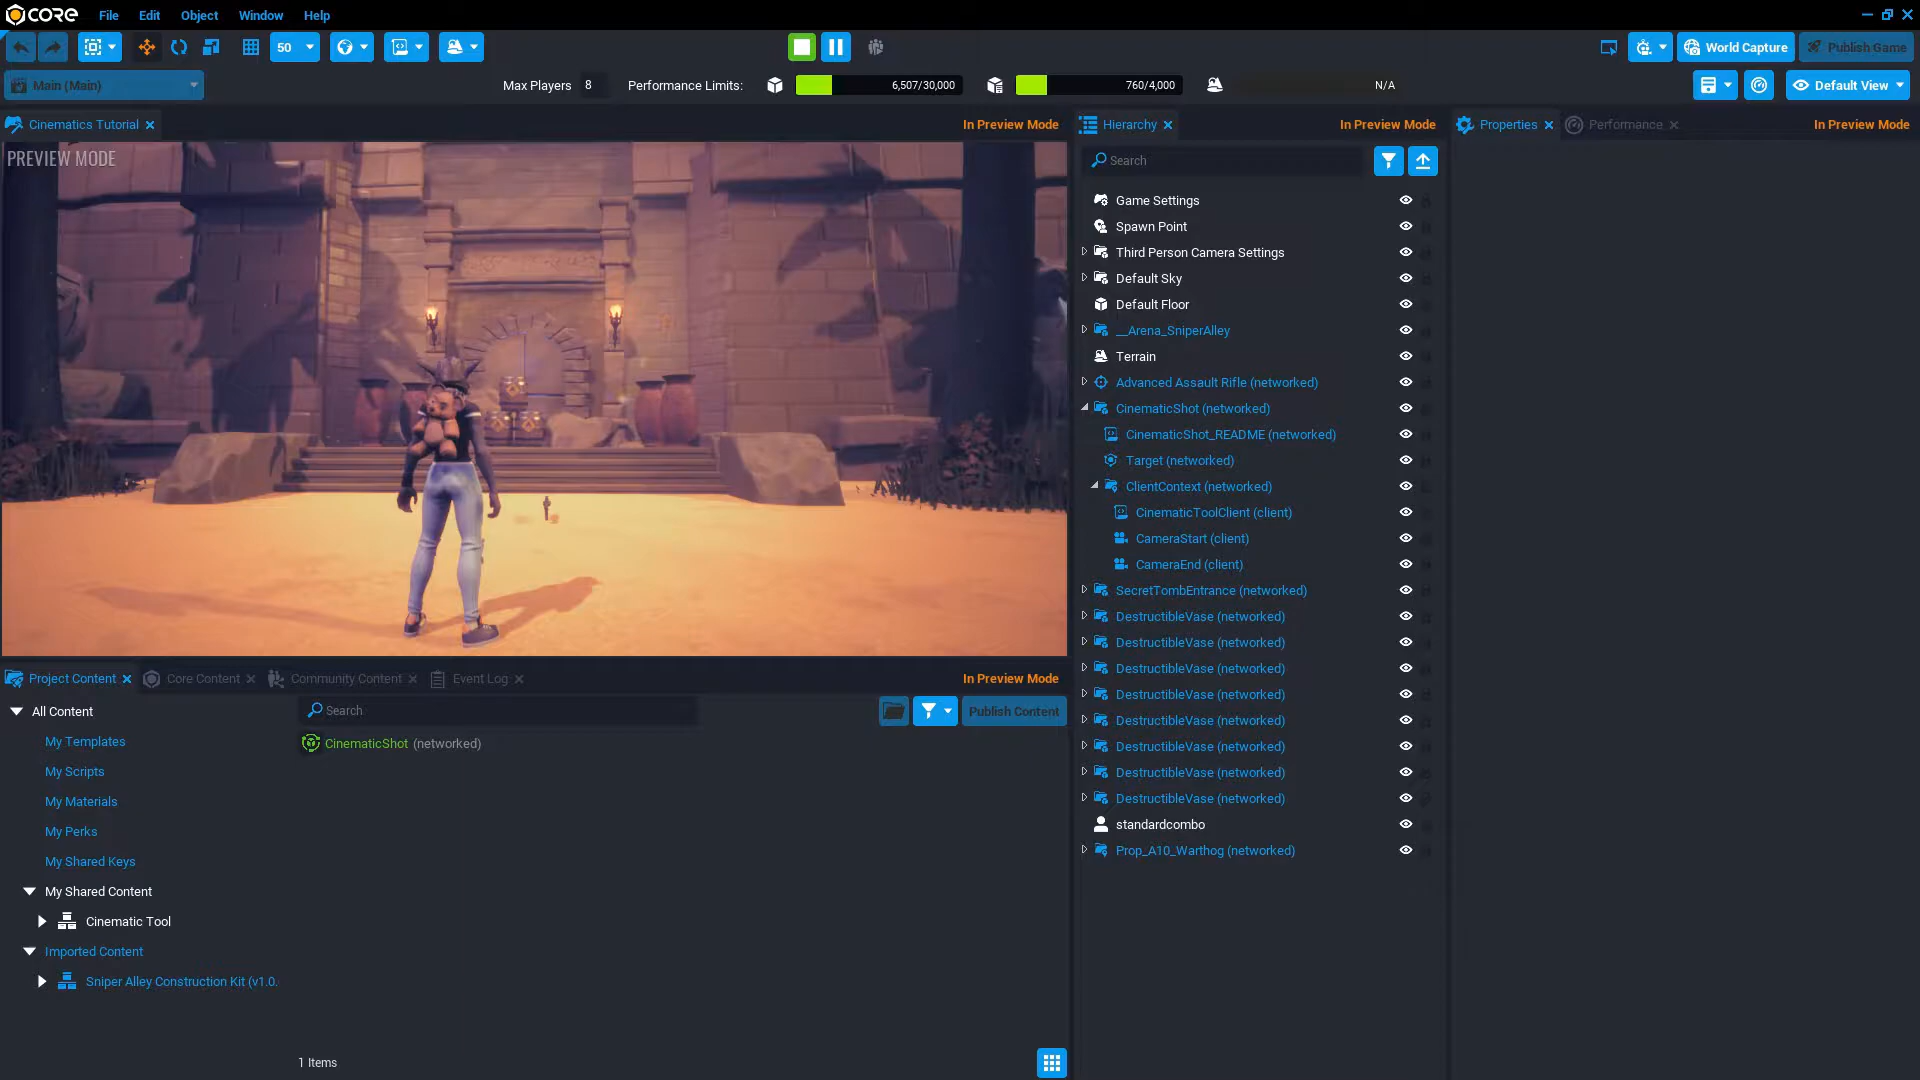 CORE
File Edit Object Window Help
50
World Capture
Publish Game
Main (Main)
Max Players 8
Performance Limits:
6,507/30,000
760/4,000
N/A
Default View
Cinematics Tutorial
In Preview Mode
PREVIEW MODE
Hierarchy
In Preview Mode
Search
Game Settings
Spawn Point
Third Person Camera Settings
Default Sky
Default Floor
__Arena_SniperAlley
Terrain
Advanced Assault Rifle (networked)
CinematicShot (networked)
CinematicShot_README (networked)
Target (networked)
ClientContext (networked)
CinematicToolClient (client)
CameraStart (client)
CameraEnd (client)
SecretTombEntrance (networked)
DestructibleVase (networked)
DestructibleVase (networked)
DestructibleVase (networked)
DestructibleVase (networked)
DestructibleVase (networked)
DestructibleVase (networked)
DestructibleVase (networked)
DestructibleVase (networked)
standardcombo
Prop_A10_Warthog (networked)
Properties
Performance
In Preview Mode
Project Content
Core Content
Community Content
Event Log
In Preview Mode
All Content
My Templates
My Scripts
My Materials
My Perks
My Shared Keys
My Shared Content
Cinematic Tool
Imported Content
Sniper Alley Construction Kit (v1.0.
Search
Publish Content
CinematicShot (networked)
1 Items